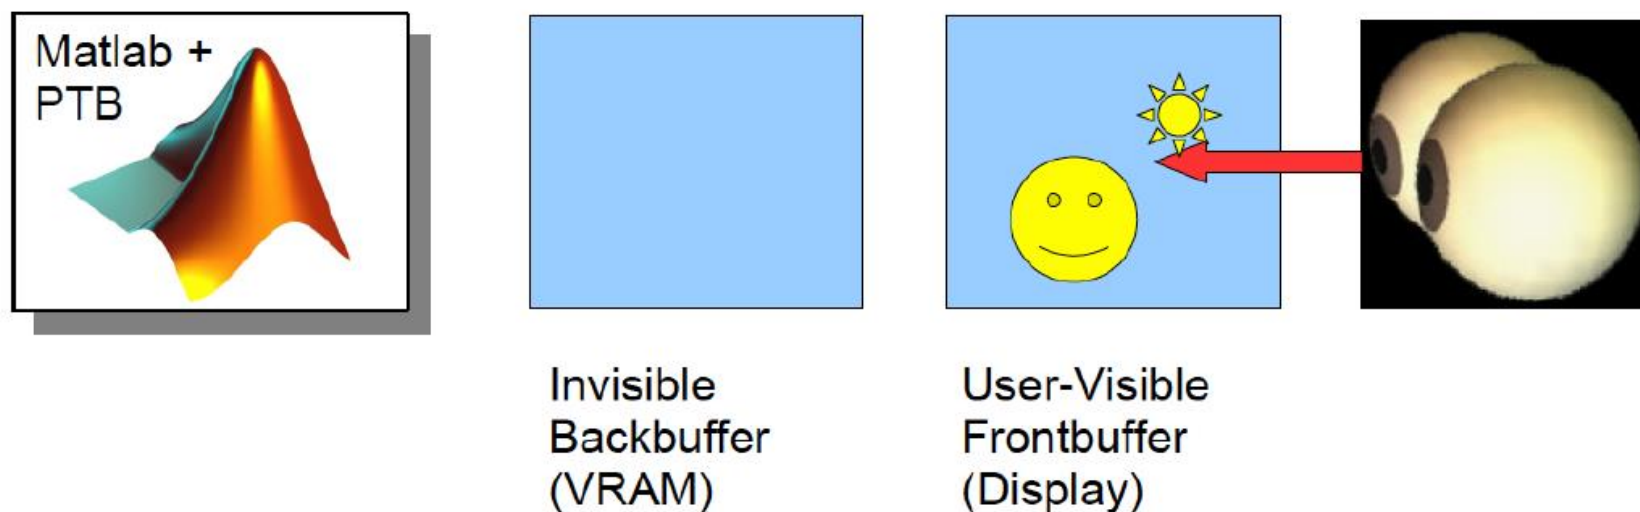 Matlab +
PTB
Invisible
Backbuffer
(VRAM)
User-Visible
Frontbuffer
(Display)